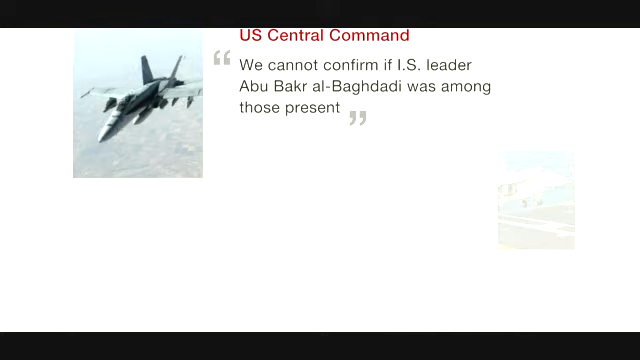 US Central Command
“ We cannot confirm if I.S. leader
Abu Bakr al-Baghdadi was among
those present ”